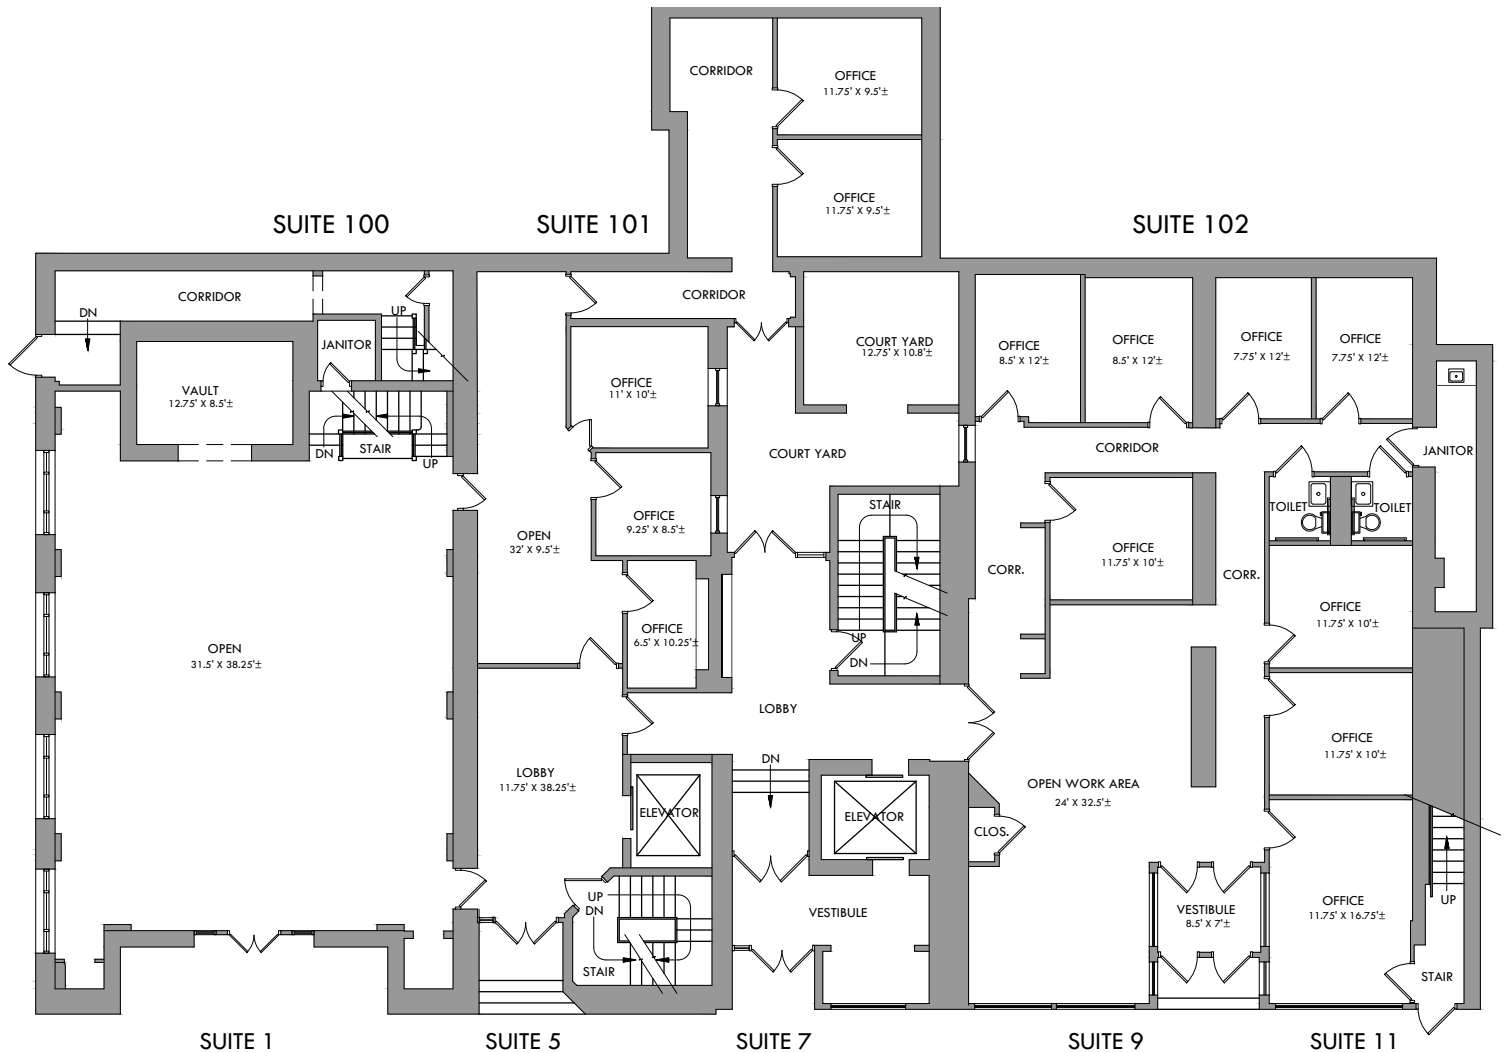 CORRIDOR
OFFICE
11.75' X 9.5'±
OFFICE
11.75' X 9.5'±
SUITE 100
SUITE 101
SUITE 102
CORRIDOR
DN
UP
JANITOR
VAULT
12.75' X 8.5'±
DN
STAIR
UP
CORRIDOR
OFFICE
11' X 10'±
COURT YARD
12.75' X 10.8'±
OFFICE
8.5' X 12'±
OFFICE
8.5' X 12'±
OFFICE
7.75' X 12'±
OFFICE
7.75' X 12'±
COURT YARD
CORRIDOR
JANITOR
OPEN
32' X 9.5'±
OFFICE
9.25' X 8.5'±
STAIR
UP
DN
TOILET
TOILET
OFFICE
11.75' X 10'±
CORR.
CORR.
OFFICE
6.5' X 10.25'±
OFFICE
11.75' X 10'±
OPEN
31.5' X 38.25'±
LOBBY
OFFICE
11.75' X 10'±
LOBBY
11.75' X 38.25'±
DN
ELEVATOR
ELEVATOR
OPEN WORK AREA
24' X 32.5'±
CLOS.
UP
DN
STAIR
VESTIBULE
VESTIBULE
8.5' X 7'±
OFFICE
11.75' X 16.75'±
UP
STAIR
SUITE 1
SUITE 5
SUITE 7
SUITE 9
SUITE 11